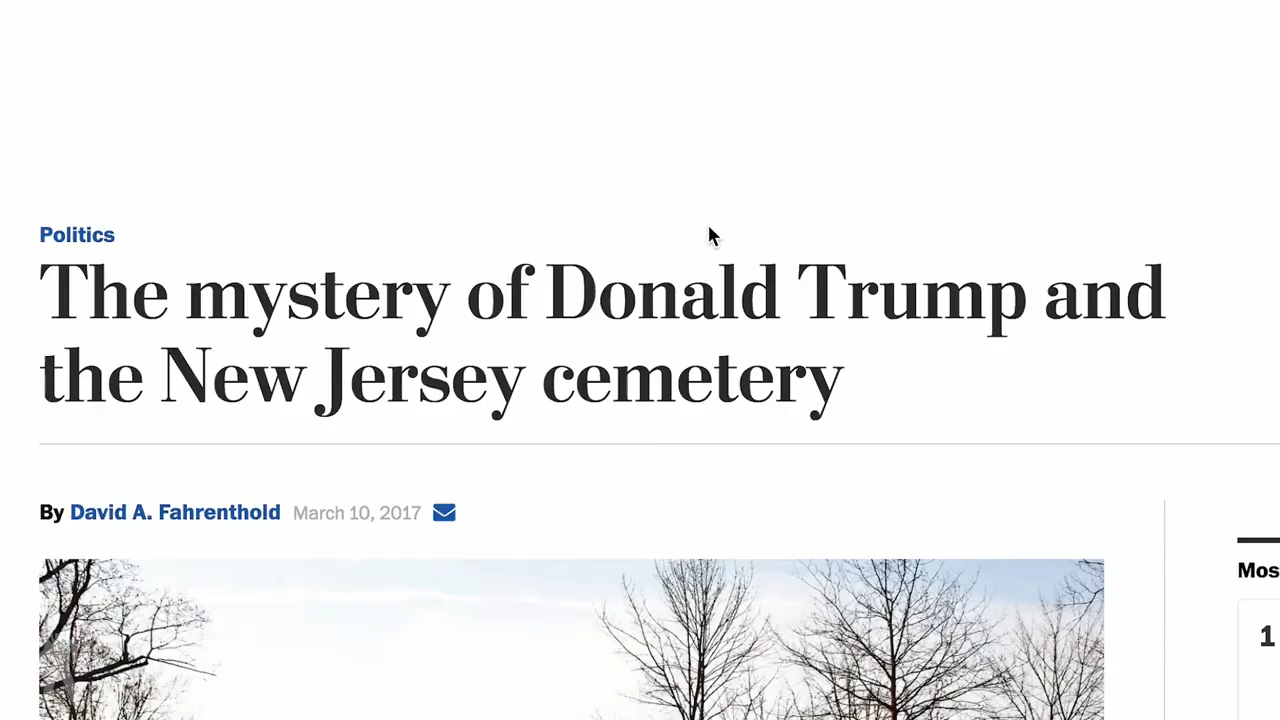 Politics
The mystery of Donald Trump and
the New Jersey cemetery
By David A. Fahrenthold March 10, 2017
Mos
1